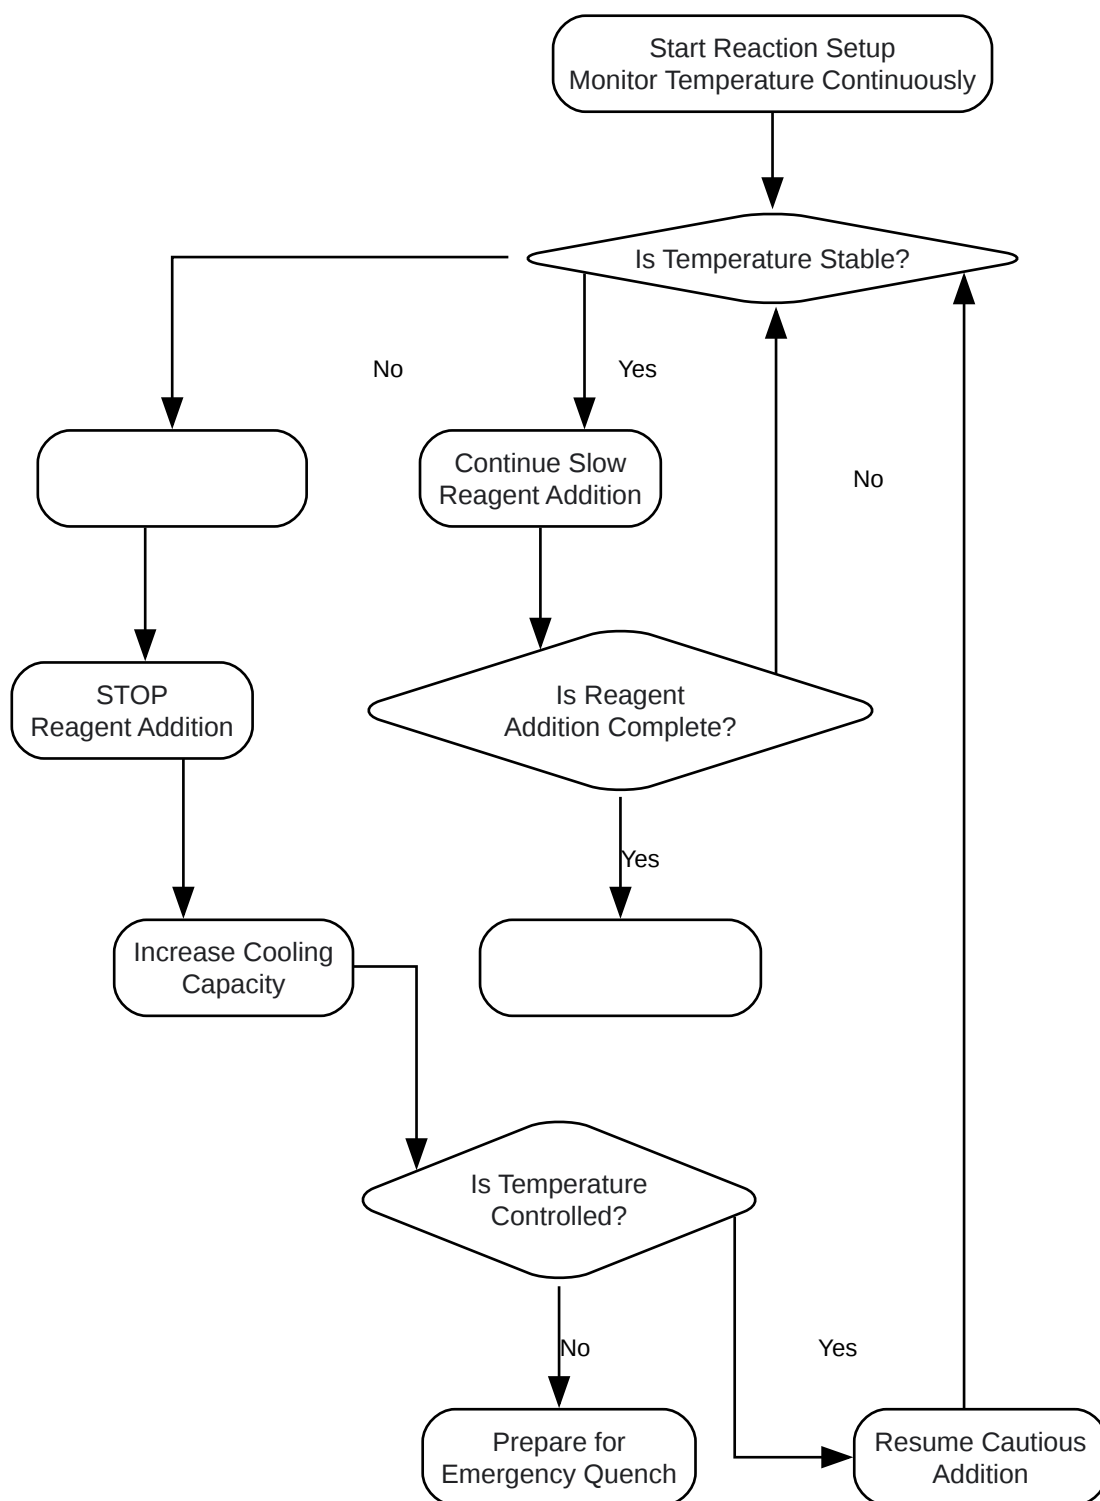 Start Reaction Setup
Monitor Temperature Continuously
Is Temperature Stable?
No
Yes
Continue Slow
Reagent Addition
No
STOP
Reagent Addition
Is Reagent
Addition Complete?
Yes
Increase Cooling
Capacity
Is Temperature
Controlled?
No
Yes
Prepare for
Emergency Quench
Resume Cautious
Addition